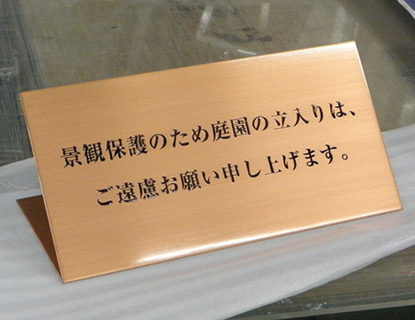 景観保護のため庭園の立入りは、
ご遠慮お願い申し上げます。